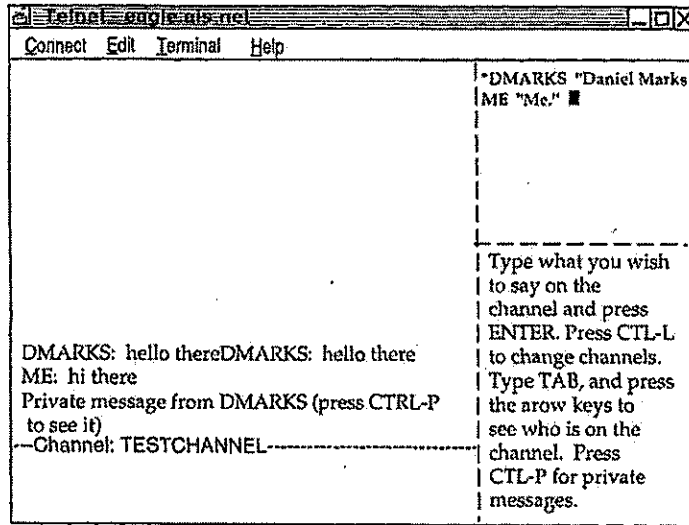 Telnet - eagle.ais.net
Connect Edit Terminal Help
*DMARKS "Daniel Marks
ME "Me."
DMARKS: hello thereDMARKS: hello there
ME: hi there
Private message from DMARKS (press CTRL-P
to see it)
---Channel: TESTCHANNEL---
Type what you wish
to say on the
channel and press
ENTER. Press CTL-L
to change channels.
Type TAB, and press
the arow keys to
see who is on the
channel. Press
CTL-P for private
messages.